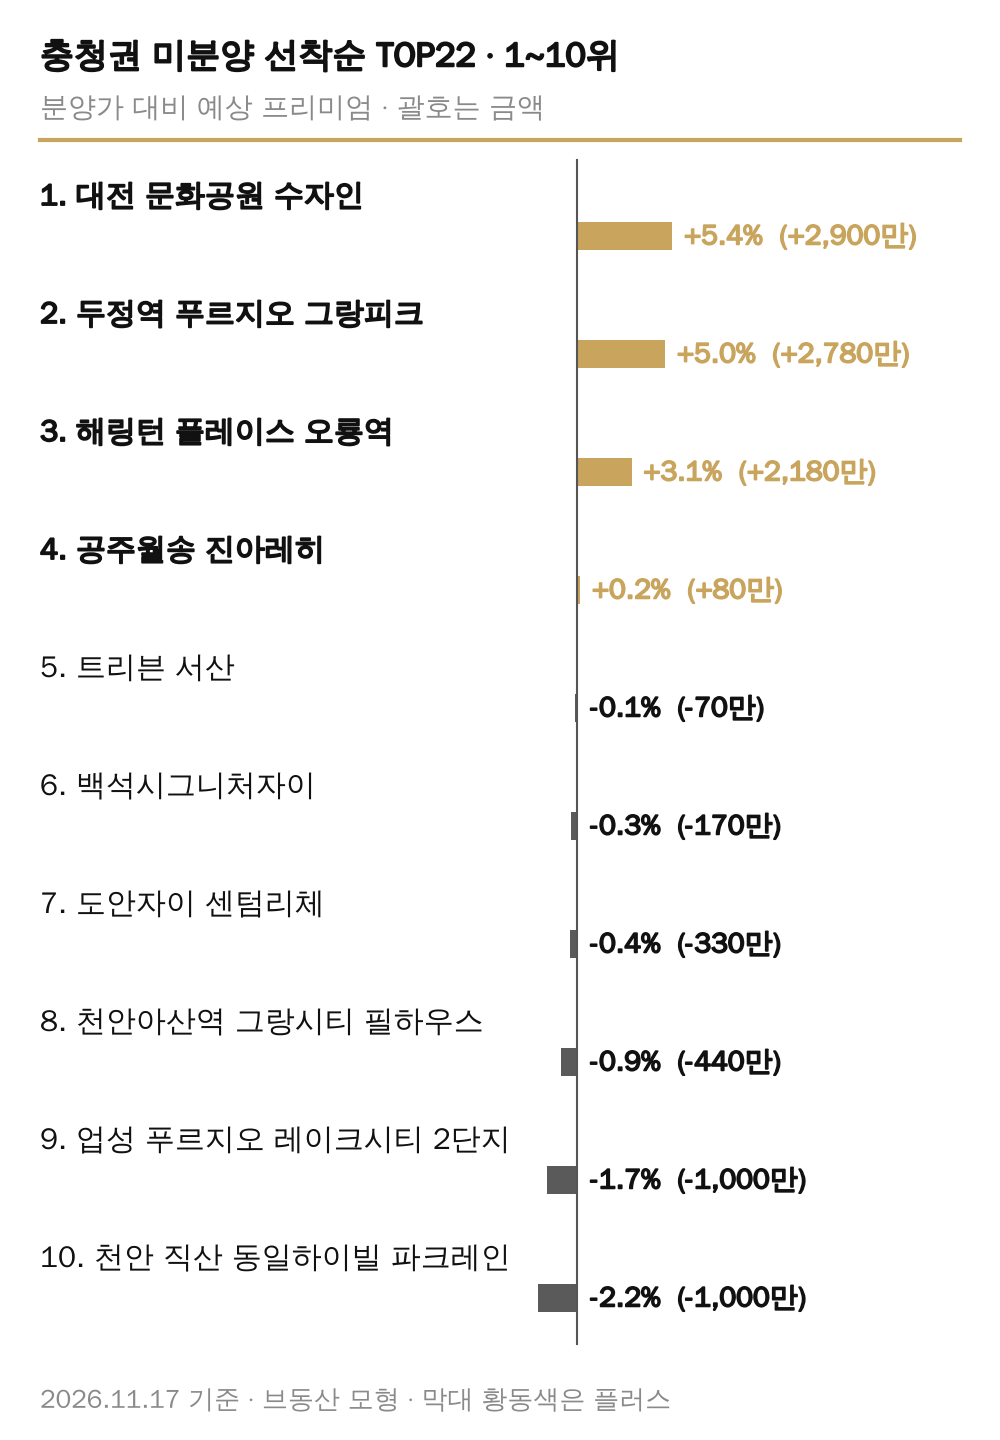 충청권 미분양 선착순 TOP22 · 1~10위
분양가 대비 예상 프리미엄 · 괄호는 금액
1. 대전 문화공원 수자인
+5.4% (+2,900만)
2. 두정역 푸르지오 그랑피크
+5.0% (+2,780만)
3. 해링턴 플레이스 오룡역
+3.1% (+2,180만)
4. 공주월송 진아레히
+0.2% (+80만)
5. 트리븐 서산
-0.1% (-70만)
6. 백석시그니처자이
-0.3% (-170만)
7. 도안자이 센텀리체
-0.4% (-330만)
8. 천안아산역 그랑시티 필하우스
-0.9% (-440만)
9. 업성 푸르지오 레이크시티 2단지
-1.7% (-1,000만)
10. 천안 직산 동일하이빌 파크레인
-2.2% (-1,000만)
2026.11.17 기준 · 브동산 모형 · 막대 황동색은 플러스